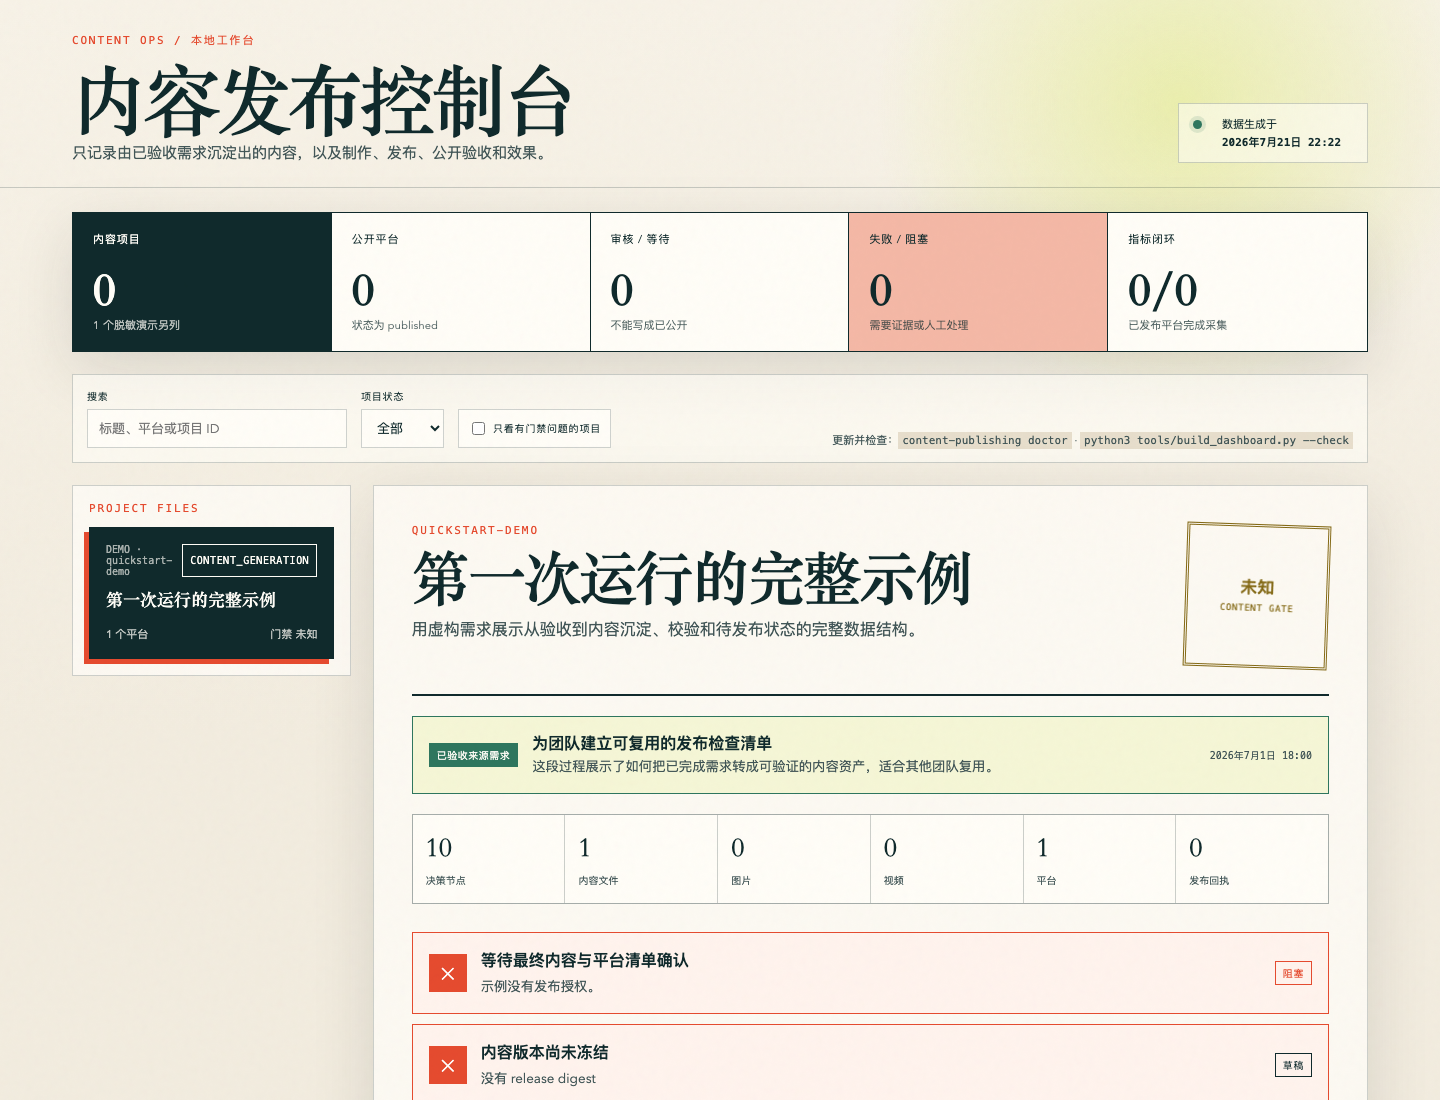 CONTENT OPS / 本地工作台
内容发布控制台
只记录由已验收需求沉淀出的内容，以及制作、发布、公开验收和效果。
数据生成于
2026年7月21日 22:22
内容项目
0
1 个脱敏演示另列
公开平台
0
状态为 published
审核 / 等待
0
不能写成已公开
失败 / 阻塞
0
需要证据或人工处理
指标闭环
0/0
已发布平台完成采集
搜索
标题、平台或项目 ID
项目状态
全部
只看有门禁问题的项目
更新并检查: content-publishing doctor · python3 tools/build_dashboard.py --check
PROJECT FILES
DEMO ·
quickstart-
demo
CONTENT_GENERATION
第一次运行的完整示例
1 个平台
门禁 未知
QUICKSTART-DEMO
第一次运行的完整示例
用虚构需求展示从验收到内容沉淀、校验和待发布状态的完整数据结构。
未知
CONTENT GATE
已验收来源需求
为团队建立可复用的发布检查清单
这段过程展示了如何把已完成需求转成可验证的内容资产，适合其他团队复用。
2026年7月1日 18:00
10
决策节点
1
内容文件
0
图片
0
视频
1
平台
0
发布回执
等待最终内容与平台清单确认
示例没有发布授权。
阻塞
内容版本尚未冻结
没有 release digest
草稿